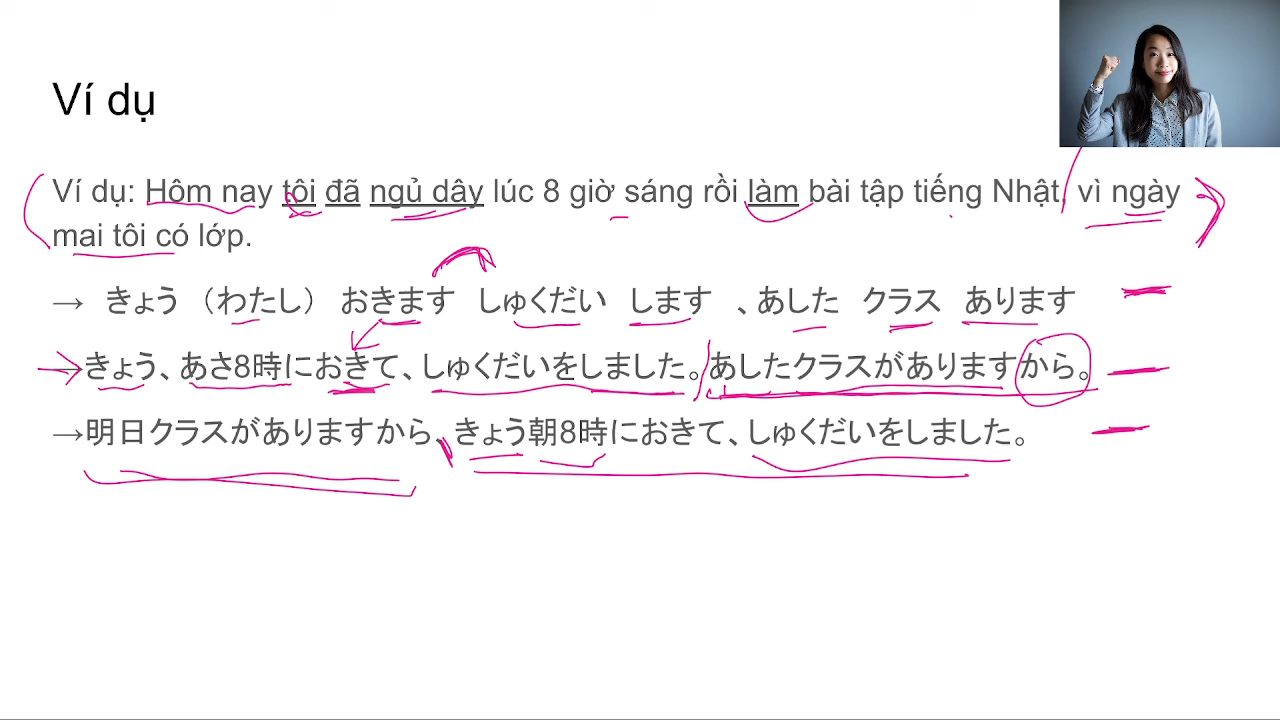 Ví dụ
Ví dụ: Hôm nay tôi đã ngủ dây lúc 8 giờ sáng rồi làm bài tập tiếng Nhật, vì ngày
mai tôi có lớp.
→ きょう （わたし） おきます しゅくだい します 、あした クラス あります
→きょう、あさ8時におきて、しゅくだいをしました。あしたクラスがありますから。
→明日クラスがありますから、きょう朝8時におきて、しゅくだいをしました。